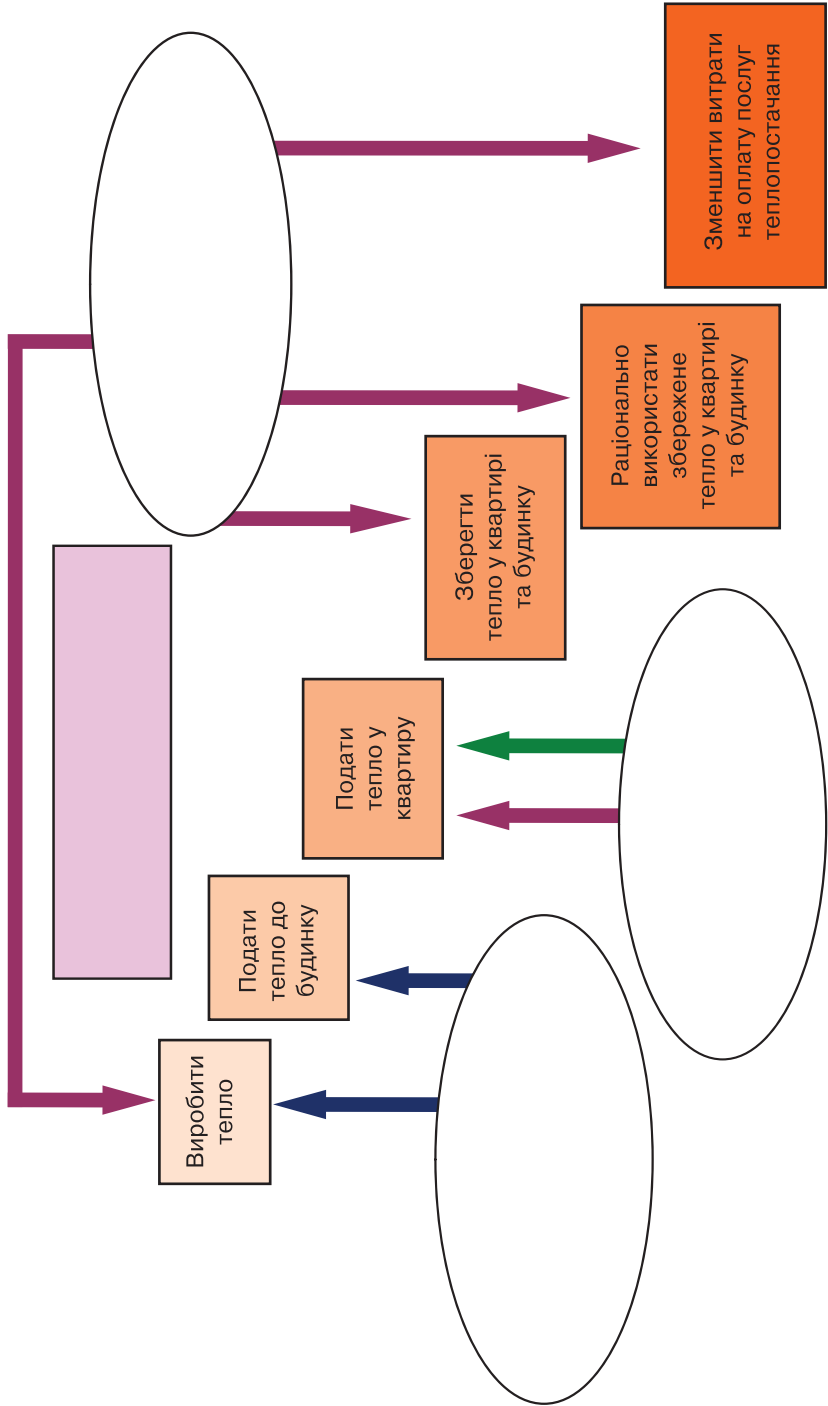 Виробити
тепло
Подати
тепло до
будинку
Подати
тепло у
квартиру
Зберегти
тепло у квартирі
та будинку
Раціонально
використати
збережене
тепло у квартирі
та будинку
Зменшити витрати
на оплату послуг
теплопостачання